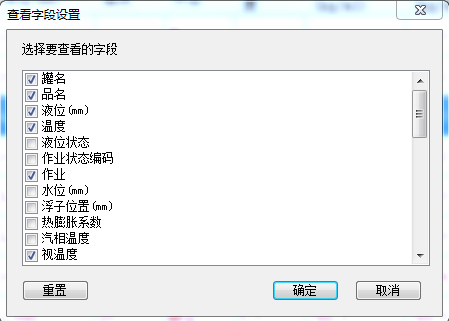 查看字段设置
选择要查看的字段
罐名
品名
液位(mm)
温度
液位状态
作业状态编码
作业
水位(mm)
浮子位置(mm)
热膨胀系数
汽相温度
视温度
重置
确定
取消